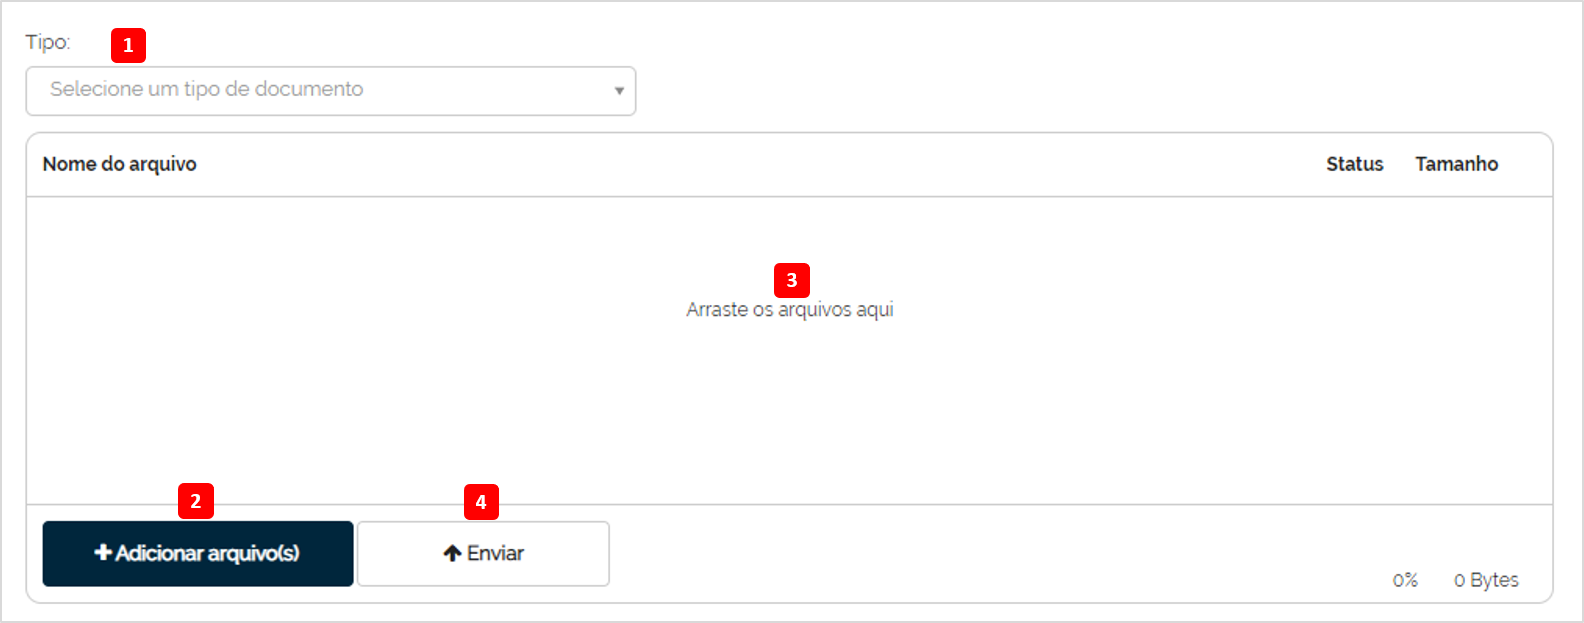 Tipo: 1
Selecione um tipo de documento
Nome do arquivo Status Tamanho
3
Arraste os arquivos aqui
2 4
Adicionar arquivo(s) Enviar
0% 0 Bytes